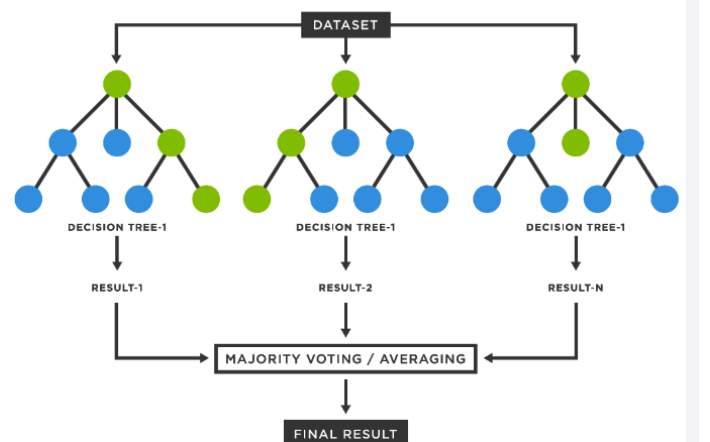 DATASET
DECISION TREE-1 DECISION TREE-1 DECISION TREE-1
RESULT-1 RESULT-2 RESULT-N
MAJORITY VOTING / AVERAGING
FINAL RESULT